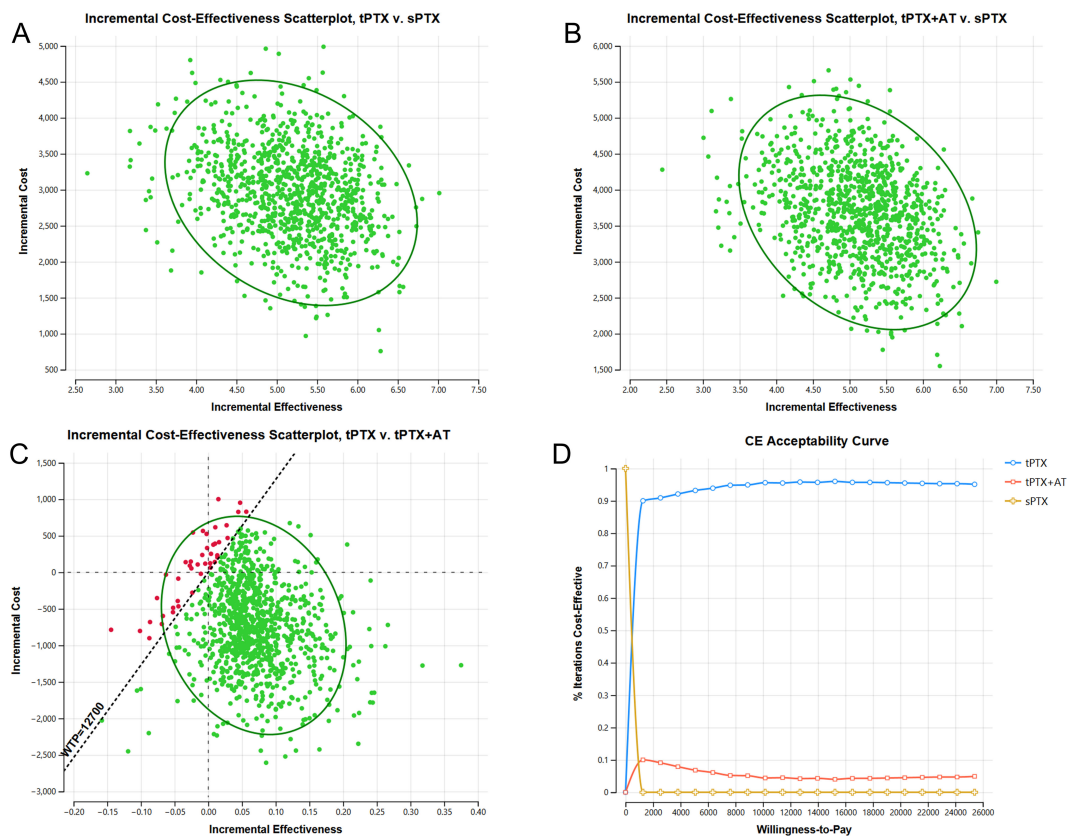 A
Incremental Cost-Effectiveness Scatterplot, tPTX v. sPTX
5,000
4,500
4,000
3,500
3,000
2,500
2,000
1,500
1,000
500
Incremental Cost
2.50 3.00 3.50 4.00 4.50 5.00 5.50 6.00 6.50 7.00 7.50
Incremental Effectiveness
B
Incremental Cost-Effectiveness Scatterplot, tPTX+AT v. sPTX
6,000
5,500
5,000
4,500
4,000
3,500
3,000
2,500
2,000
1,500
Incremental Cost
2.00 2.50 3.00 3.50 4.00 4.50 5.00 5.50 6.00 6.50 7.00 7.50
Incremental Effectiveness
C
Incremental Cost-Effectiveness Scatterplot, tPTX v. tPTX+AT
1,500
1,000
500
0
−500
−1,000
−1,500
−2,000
−2,500
−3,000
Incremental Cost
WTP=12700
−0.20 −0.15 −0.10 −0.05 0.00 0.05 0.10 0.15 0.20 0.25 0.30 0.35 0.40
Incremental Effectiveness
D
CE Acceptability Curve
1
0.9
0.8
0.7
0.6
0.5
0.4
0.3
0.2
0.1
0
% Iterations Cost-Effective
0 2000 4000 6000 8000 10000 12000 14000 16000 18000 20000 22000 24000 26000
Willingness-to-Pay
tPTX
tPTX+AT
sPTX